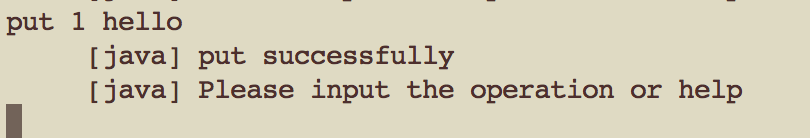 put 1 hello
[java] put successfully
[java] Please input the operation or help